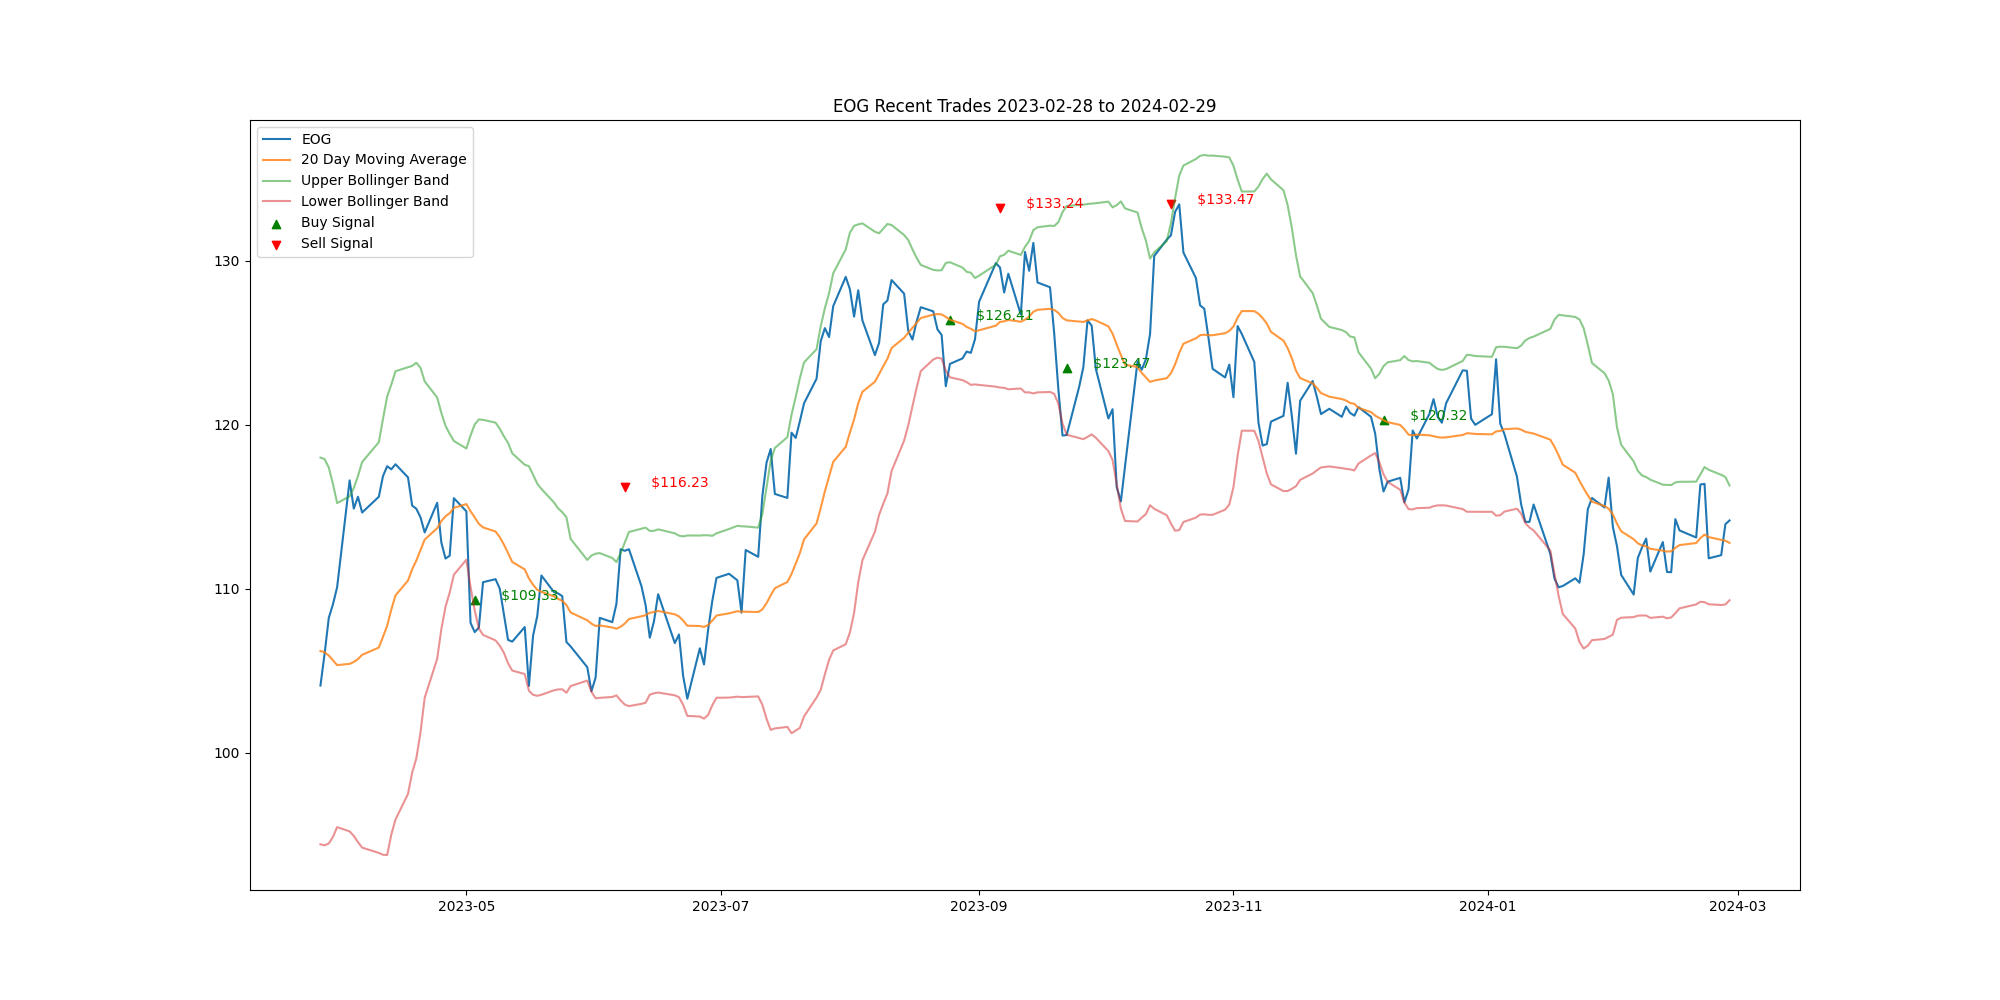 EOG Recent Trades 2023-02-28 to 2024-02-29
EOG
20 Day Moving Average
Upper Bollinger Band
Lower Bollinger Band
Buy Signal
Sell Signal
130
120
110
100
$133.24
$133.47
$126.41
$123.47
$120.32
$116.23
$109.33
2023-05
2023-07
2023-09
2023-11
2024-01
2024-03